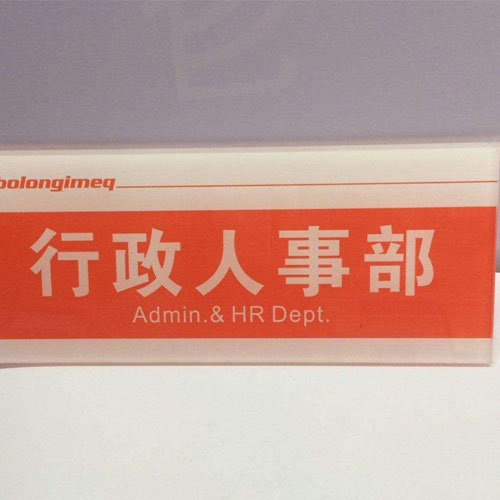 bolongimeq
行政人事部
Admin.& HR Dept.